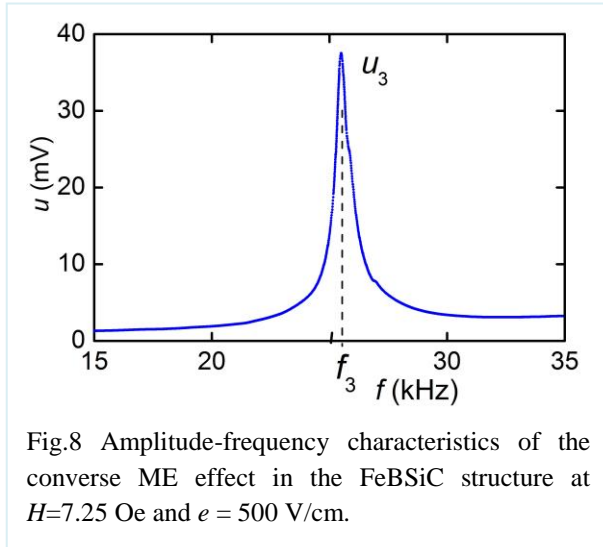 40
30
20
10
0
u (mV)
u₃
15
20
30
35
f₃
f (kHz)
Fig.8 Amplitude-frequency characteristics of the
converse ME effect in the FeBSiC structure at
H=7.25 Oe and e = 500 V/cm.